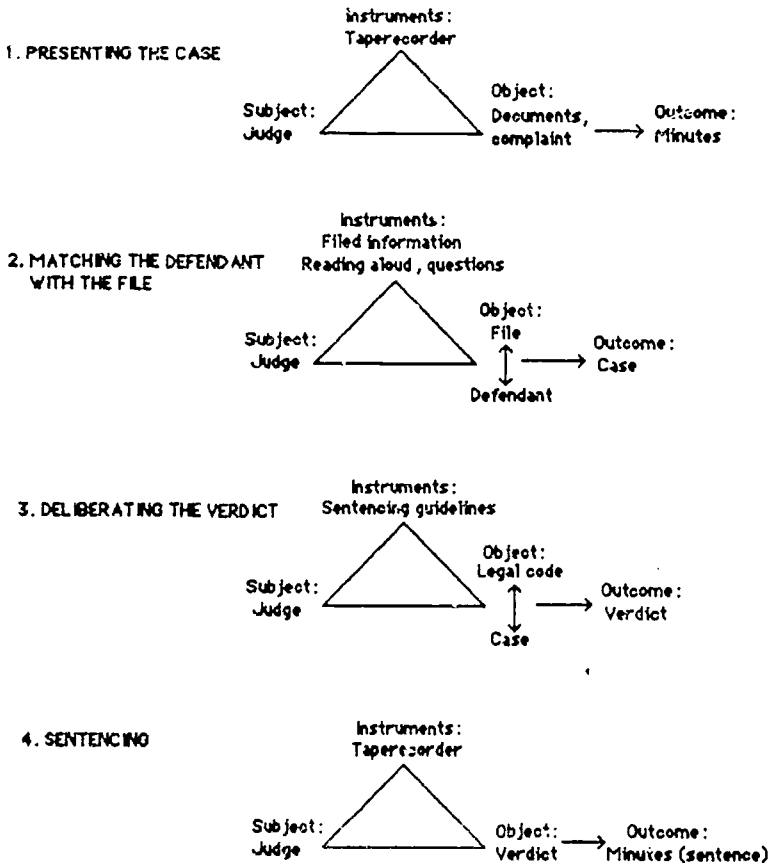 Instruments:
Taperecorder
1. PRESENTING THE CASE
Object:
Subject:
Documents,
Outcome:
Judge
complaint
Minutes
Instruments:
Filed information
2. MATCHING THE DEFENDANT
Reading aloud, questions
WITH THE FILE
Object:
File
Subject:
Outcome:
Judge
Case
Defendant
Instruments:
3. DELIBERATING THE VERDICT
Sentencing guidelines
Object:
Legal code
Subject:
Outcome:
Judge
Verdict
Case
Instruments:
4. SENTENCING
Taperecorder
Subject:
Object:
Outcome:
Judge
Verdict
Minutes (sentence)